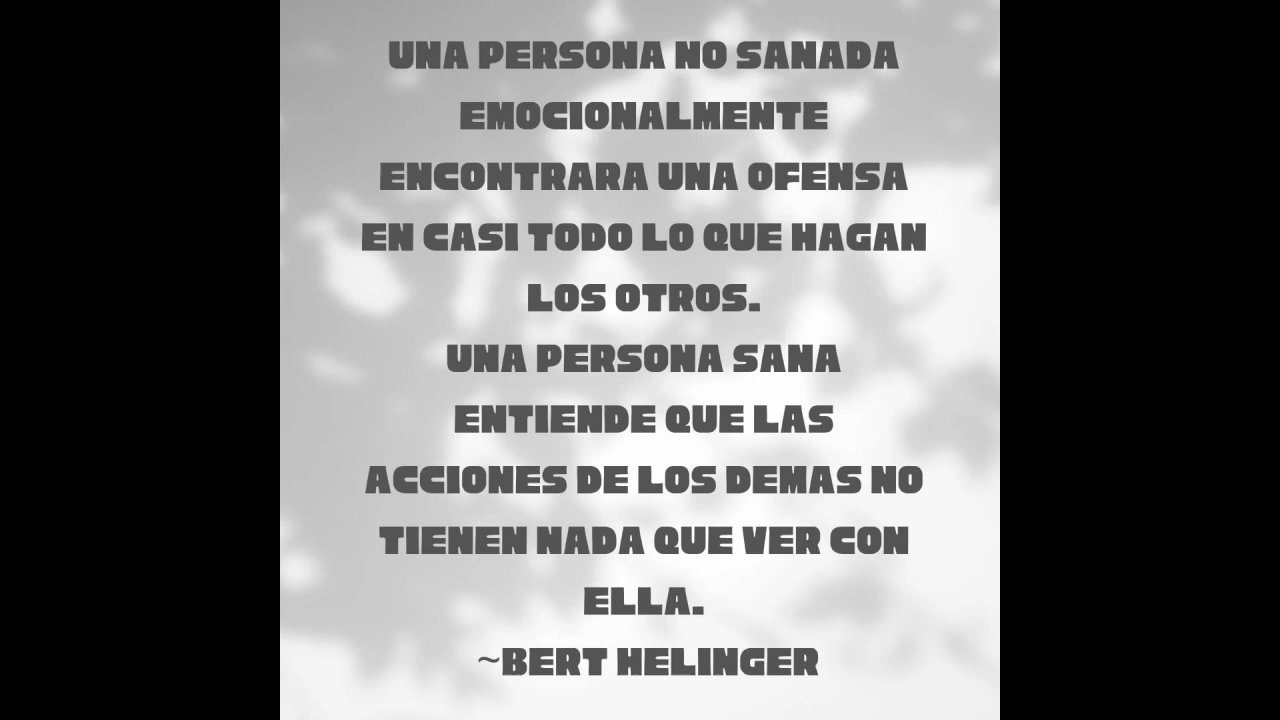 UNA PERSONA NO SANADA
EMOCIONALMENTE
ENCONTRARA UNA OFENSA
EN CASI TODO LO QUE HAGAN
LOS OTROS.
UNA PERSONA SANA
ENTIENDE QUE LAS
ACCIONES DE LOS DEMAS NO
TIENEN NADA QUE VER CON
ELLA.
~BERT HELINGER